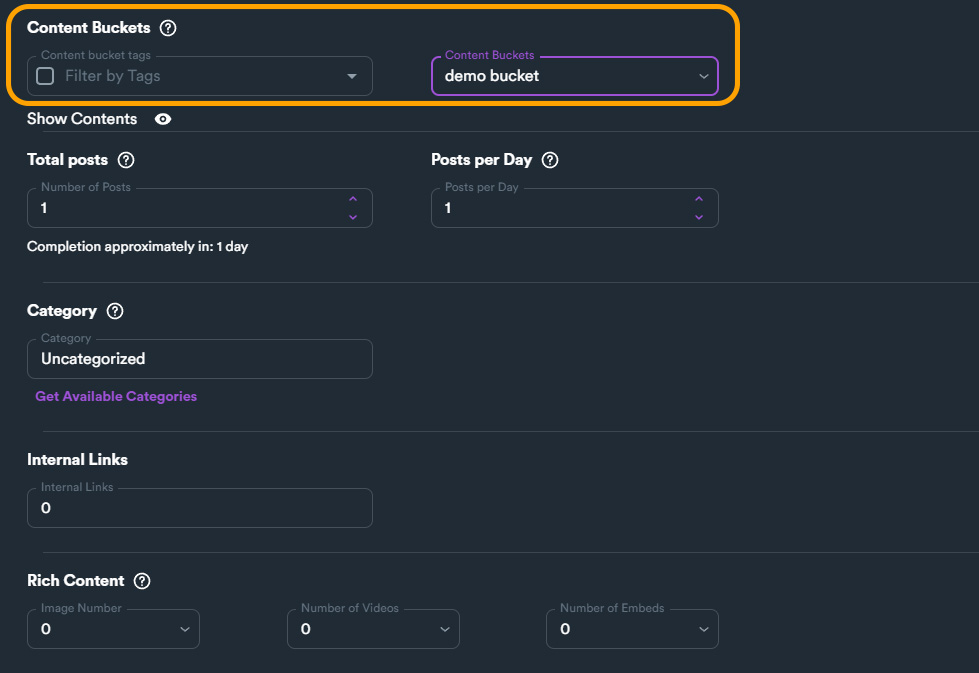 Content Buckets ?
Content bucket tags
Content Buckets
Filter by Tags
demo bucket
Show Contents
Total posts ?
Posts per Day ?
Number of Posts
Posts per Day
1
1
Completion approximately in: 1 day
Category ?
Category
Uncategorized
Get Available Categories
Internal Links
Internal Links
0
Rich Content ?
Image Number
Number of Videos
Number of Embeds
0
0
0